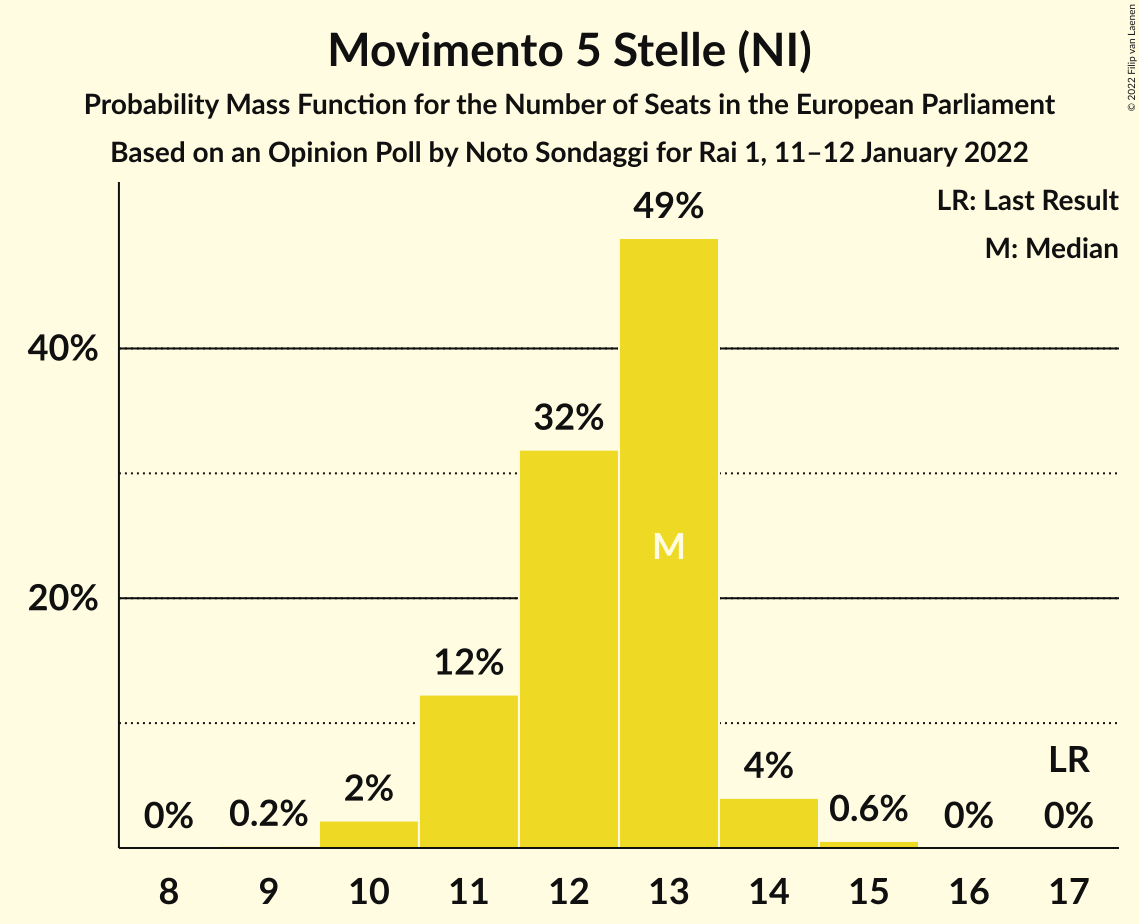 Movimento 5 Stelle (NI)
Probability Mass Function for the Number of Seats in the European Parliament
Based on an Opinion Poll by Noto Sondaggi for Rai 1, 11–12 January 2022
© 2022 Filip van Laenen
LR: Last Result
M: Median
49%
40%
32%
M
20%
12%
LR
4%
2%
0.6%
0.2%
0%
0%
0%
8 9 10 11 12 13 14 15 16 17